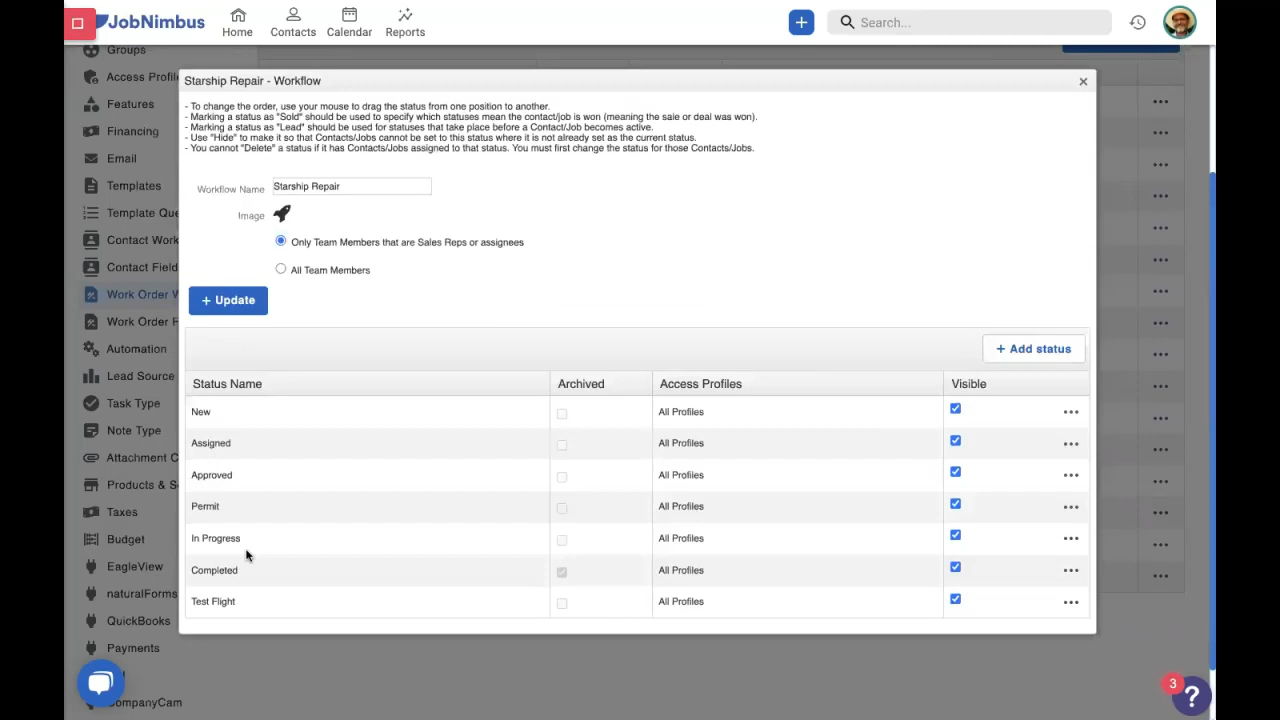 JobNimbus
Home
Contacts
Calendar
Reports
Search...
Groups
Access Profile
Features
Financing
Email
Templates
Template Que
Contact Work
Contact Field
Work Order W
Work Order F
Automation
Lead Source
Task Type
Note Type
Attachment C
Products & S
Taxes
Budget
EagleView
naturalForms
QuickBooks
Payments
CompanyCam
Starship Repair - Workflow
- To change the order, use your mouse to drag the status from one position to another.
- Marking a status as "Sold" should be used to specify which statuses mean the contact/job is won (meaning the sale or deal was won).
- Marking a status as "Lead" should be used for statuses that take place before a Contact/Job becomes active.
- Use "Hide" to make it so that Contacts/Jobs cannot be set to this status where it is not already set as the current status.
- You cannot "Delete" a status if it has Contacts/Jobs assigned to that status. You must first change the status for those Contacts/Jobs.
Workflow Name Starship Repair
Image
Only Team Members that are Sales Reps or assignees
All Team Members
+ Update
+ Add status
Status Name Archived Access Profiles Visible
New All Profiles
Assigned All Profiles
Approved All Profiles
Permit All Profiles
In Progress All Profiles
Completed All Profiles
Test Flight All Profiles
3
?